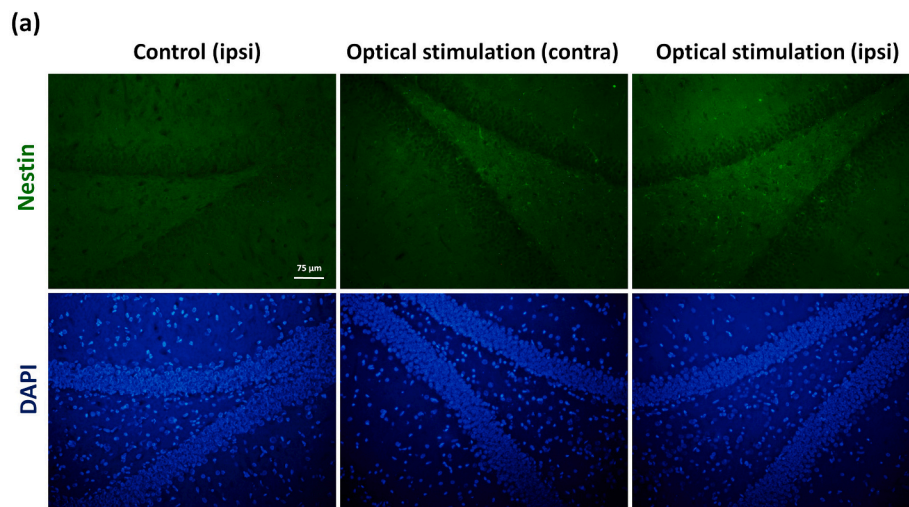 (a)
Control (ipsi)
Optical stimulation (contra)
Optical stimulation (ipsi)
Nestin
75 µm
DAPI